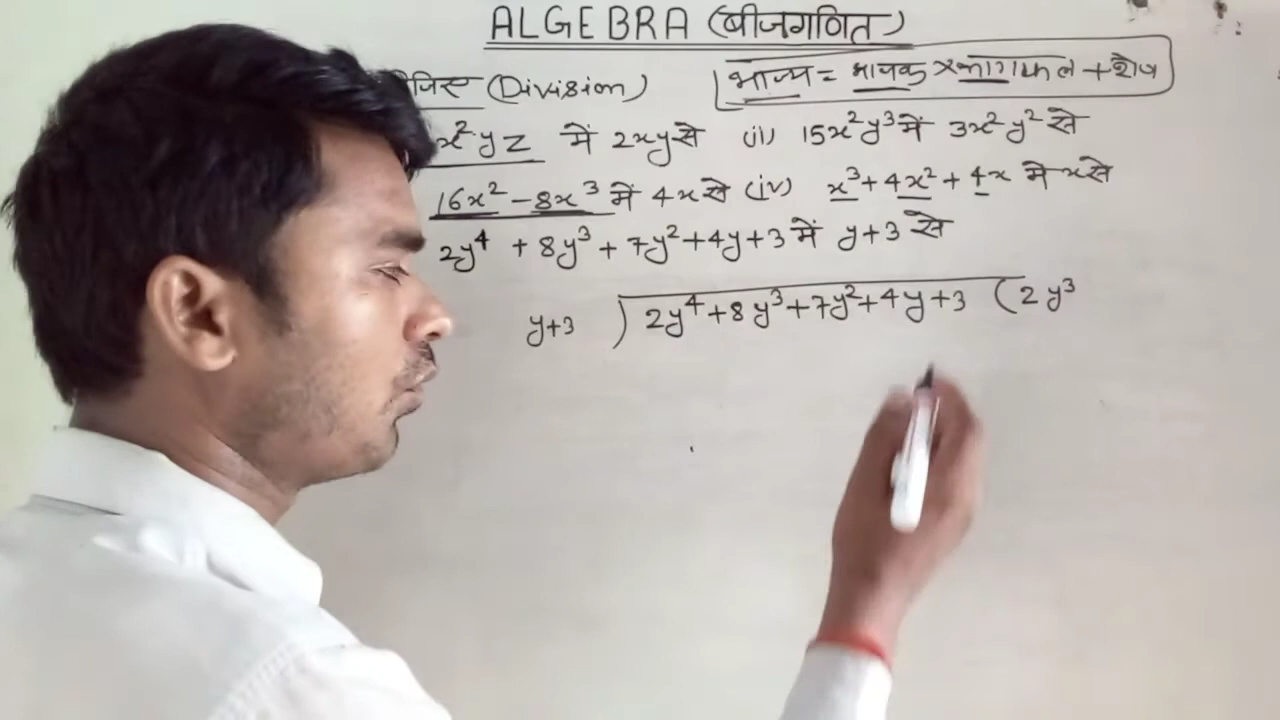 ALGEBRA (बीजगणित)
(Division)
भाज्य = भाजक × भागफल + शेष
x²yz में 2xy से (ii) 15x²y³ में 3x²y² से
16x² - 8x³ में 4x से (iv) x³ + 4x² + 4x में x से
2y⁴ + 8y³ + 7y² + 4y + 3 में y+3 से
y+3 ) 2y⁴ + 8y³ + 7y² + 4y + 3 ( 2y³